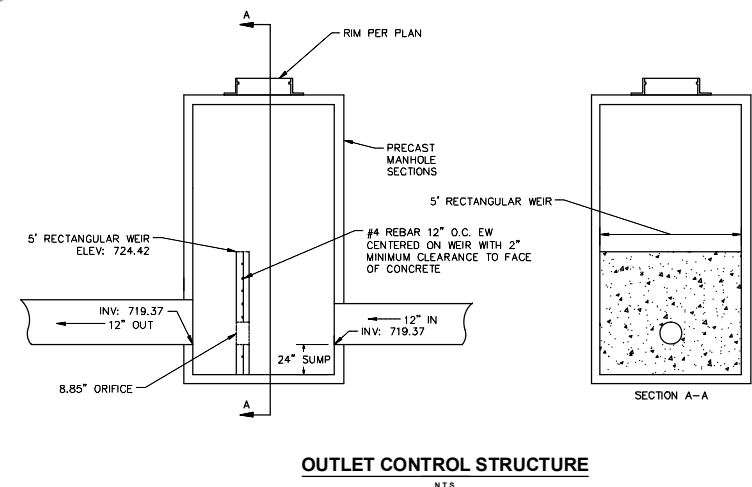 A
RIM PER PLAN
PRECAST
MANHOLE
SECTIONS
5' RECTANGULAR WEIR
5' RECTANGULAR WEIR
ELEV: 724.42
#4 REBAR 12" O.C. EW
CENTERED ON WEIR WITH 2"
MINIMUM CLEARANCE TO FACE
OF CONCRETE
INV: 719.37
12" OUT
12" IN
INV: 719.37
24" SUMP
8.85" ORIFICE
A
SECTION A-A
OUTLET CONTROL STRUCTURE
N.T.S.